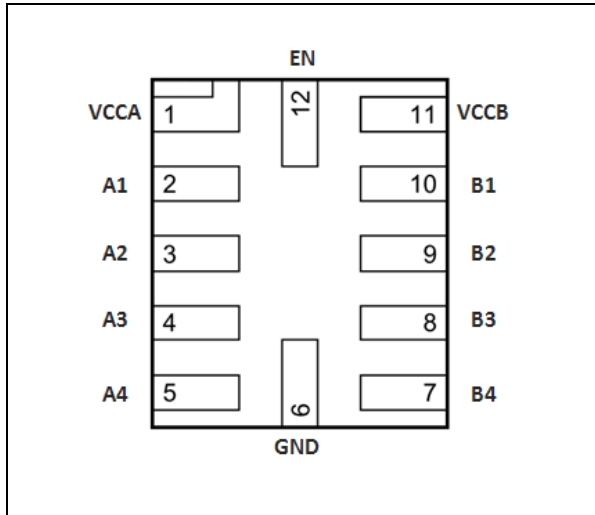 EN
VCCA 1 12 11 VCCB
A1 2 10 B1
A2 3 9 B2
A3 4 8 B3
A4 5 6 7 B4
GND